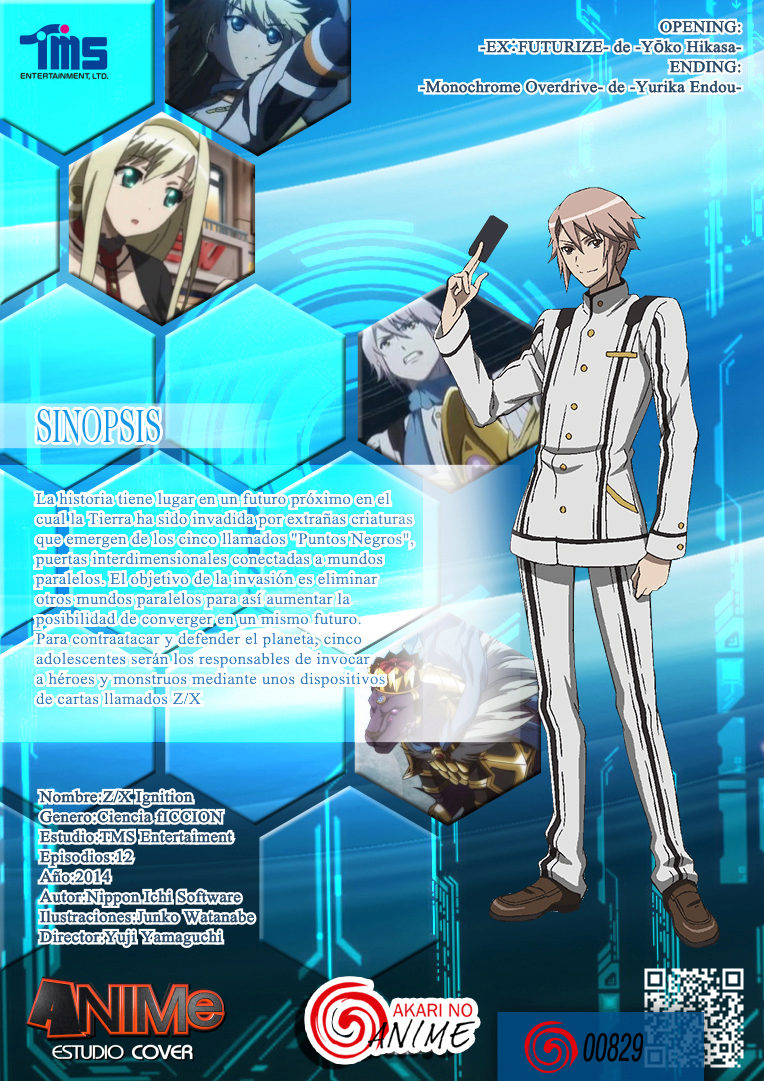 TMS
ENTERTAINMENT, LTD.
OPENING:
-EX:FUTURIZE- de -Yōko Hikasa-
ENDING:
-Monochrome Overdrive- de -Yurika Endou-
SINOPSIS
La historia tiene lugar en un futuro próximo en el
cual la Tierra ha sido invadida por extrañas criaturas
que emergen de los cinco llamados "Puntos Negros",
puertas interdimensionales conectadas a mundos
paralelos. El objetivo de la invasión es eliminar
otros mundos paralelos para así aumentar la
posibilidad de converger en un mismo futuro.
Para contraatacar y defender el planeta, cinco
adolescentes serán los responsables de invocar
a héroes y monstruos mediante unos dispositivos
de cartas llamados Z/X
Nombre:Z/X Ignition
Genero:Ciencia fICCION
Estudio:TMS Entertaiment
Episodios:12
Año:2014
Autor:Nippon Ichi Software
Ilustraciones:Junko Watanabe
Director:Yuji Yamaguchi
ANIMe
ESTUDIO COVER
AKARI NO
ANIME
00829